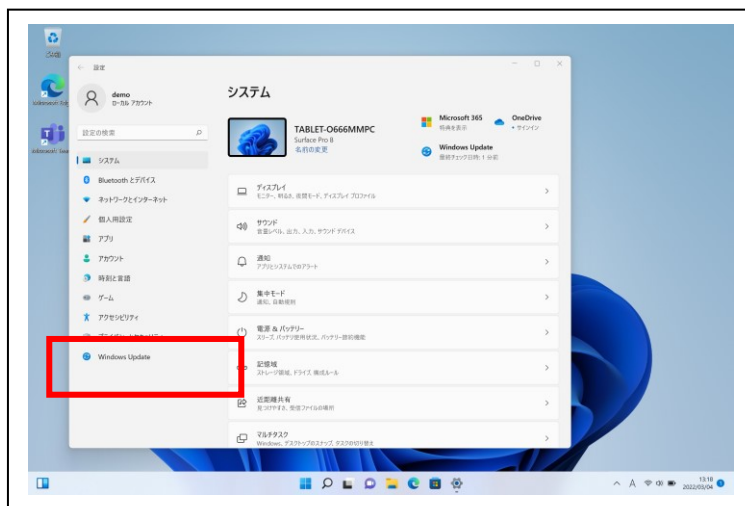 設定
demo
ローカル アカウント
設定の検索
システム
Bluetooth とデバイス
ネットワークとインターネット
個人用設定
アプリ
アカウント
時刻と言語
ゲーム
アクセシビリティ
Windows Update
システム
TABLET-O666MMPC
Surface Pro 8
名前の変更
Microsoft 365
特典を表示
OneDrive
• サインイン
Windows Update
最終チェック日時: 1 分前
ディスプレイ
モニター、明るさ、夜間モード、ディスプレイ プロファイル
サウンド
音量レベル、出力、入力、サウンド デバイス
通知
アプリとシステムでのアラート
集中モード
通知、自動規則
電源 & バッテリー
スリープ、バッテリー使用状況、バッテリー節約機能
記憶域
ストレージ領域、ドライブ、構成ルール
近距離共有
見つけやすさ、受信ファイルの場所
マルチタスク
Windows、デスクトップのスナップ、タスクの切り替え
A
13:18
2022/03/04